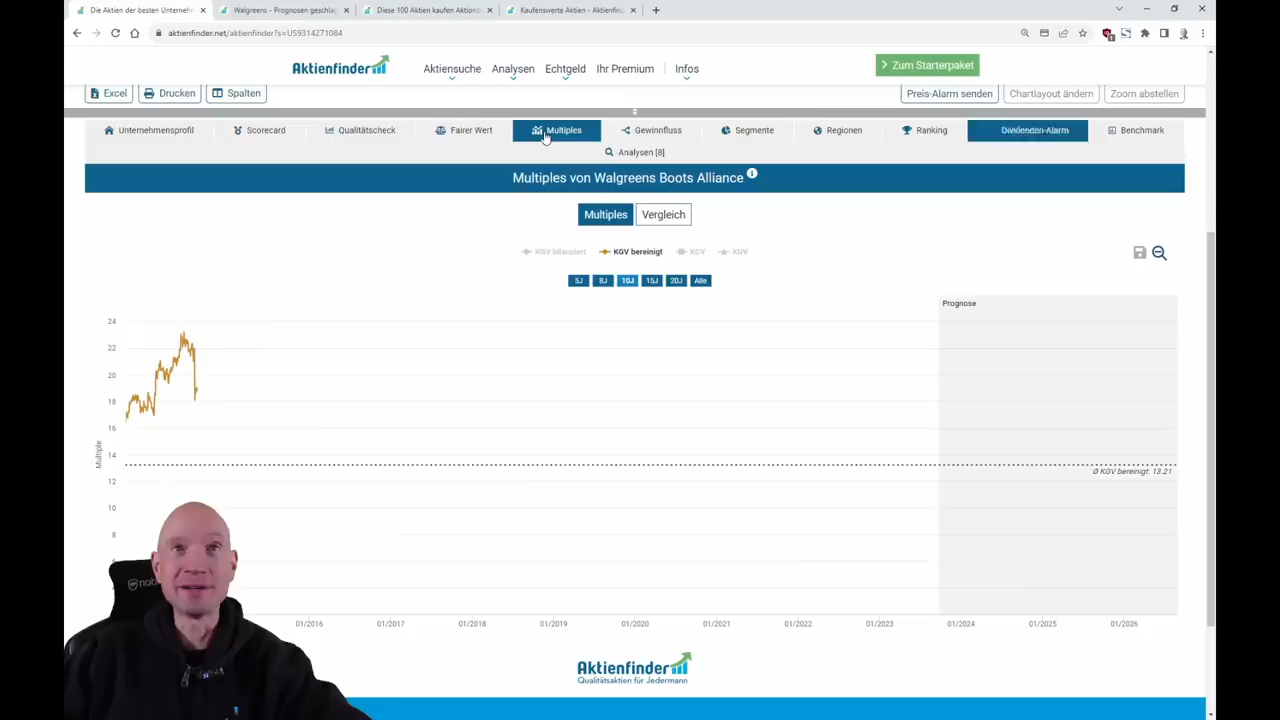 Die Aktien der besten Unterneh
Walgreens - Prognosen geschlag
Diese 100 Aktien kaufen Aktion
Kaufenswerte Aktien - Aktienfin
aktienfinder.net/aktienfinder?s=US9314271084
Aktienfinder
Aktiensuche
Analysen
Echtgeld
Ihr Premium
Infos
Zum Starterpaket
Excel
Drucken
Spalten
Preis-Alarm senden
Chartlayout ändern
Zoom abstellen
Unternehmensprofil
Scorecard
Qualitätscheck
Fairer Wert
Multiples
Gewinnfluss
Segmente
Regionen
Ranking
Dividenden-Alarm
Benchmark
Analysen [8]
Multiples von Walgreens Boots Alliance
Multiples
Vergleich
KGV bilanziert
KGV bereinigt
KCV
KUV
5J
8J
10J
15J
20J
Alle
Prognose
24
22
20
18
16
14
12
10
8
Multiple
Ø KGV bereinigt: 13.21
01/2016
01/2017
01/2018
01/2019
01/2020
01/2021
01/2022
01/2023
01/2024
01/2025
01/2026
Aktienfinder
Qualitätsaktien für Jedermann